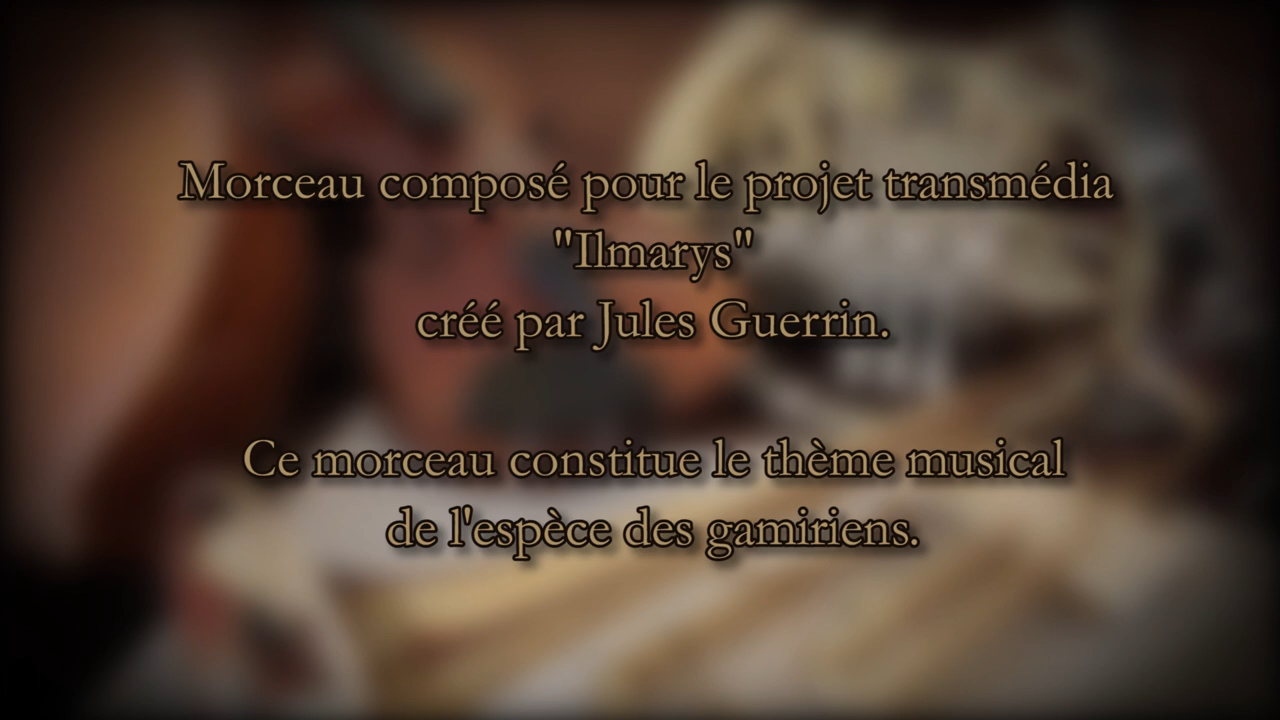 Morceau composé pour le projet transmédia
"Ilmarys"
créé par Jules Guerrin.
Ce morceau constitue le thème musical
de l'espèce des gamiriens.